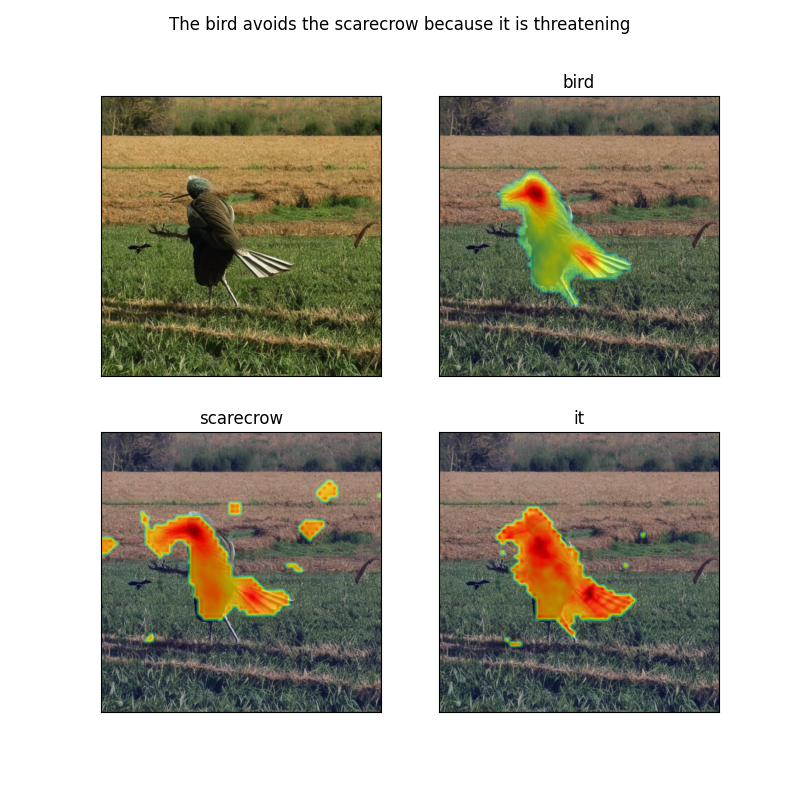 The bird avoids the scarecrow because it is threatening
bird
scarecrow
it